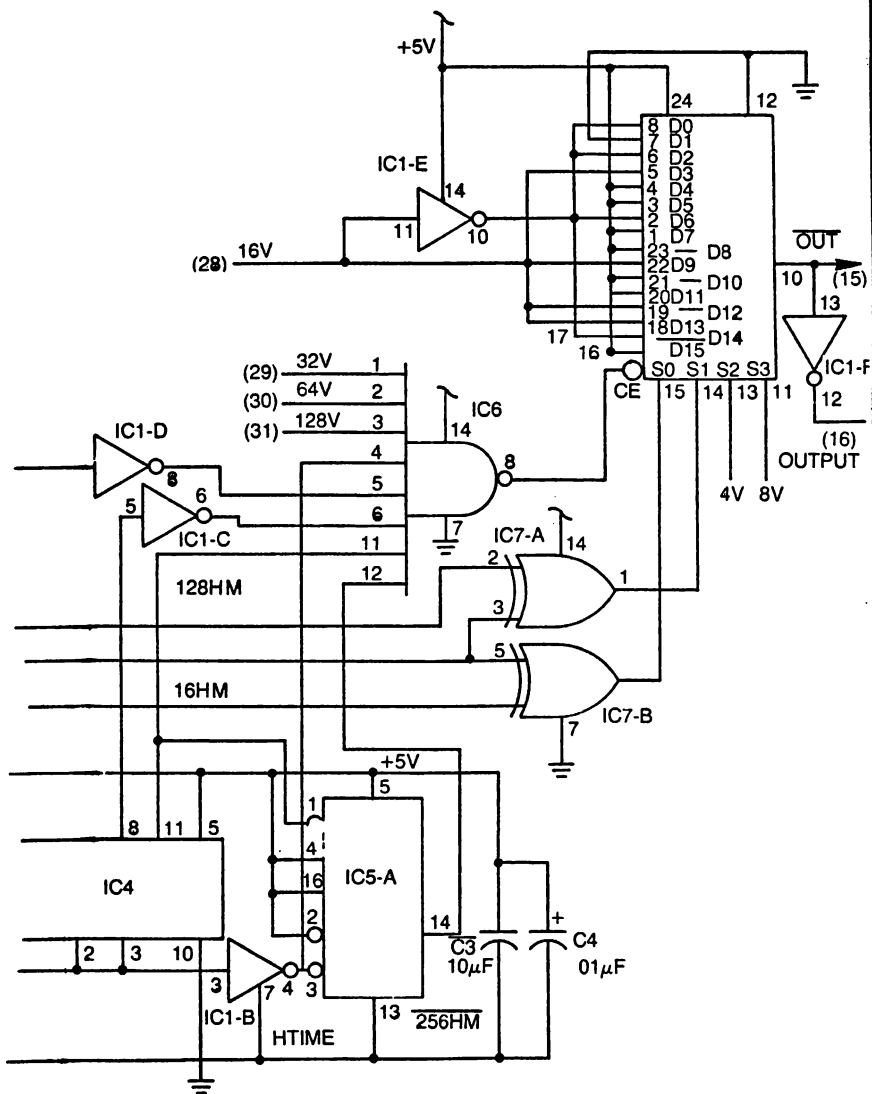 +5V
24
12
8 D0
7 D1
6 D2
5 D3
4 D4
3 D5
2 D6
1 D7
23 D8
22 D9
21 D10
20 D11
19 D12
18 D13
17 D14
16 D15
IC1-E
14
11
10
(28) 16V
OUT
10
(15)
13
IC1-F
12
(16)
OUTPUT
CE
S0 S1 S2 S3
15 14 13 11
4V 8V
(29) 32V 1
(30) 64V 2
(31) 128V 3
4
5
6
11
12
IC6
14
8
7
IC1-D
8
5
6
IC1-C
128HM
IC7-A
14
2
3
1
16HM
5
IC7-B
7
+5V
5
1
4
16
2
3
IC5-A
14
13
256HM
8 11 5
IC4
2 3 10
3
7
4
IC1-B
HTIME
C3
10µF
+
C4
01µF